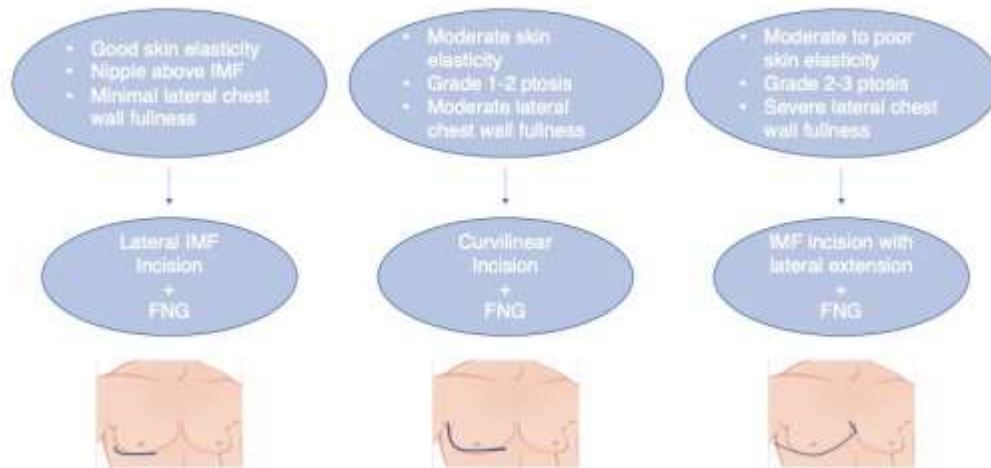 • Good skin elasticity
• Nipple above IMF
• Minimal lateral chest
wall fullness
• Moderate skin
elasticity
• Grade 1-2 ptosis
• Moderate lateral
chest wall fullness
• Moderate to poor
skin elasticity
• Grade 2-3 ptosis
• Severe lateral chest
wall fullness
Lateral IMF
Incision
+
FNG
Curvilinear
Incision
+
FNG
IMF incision with
lateral extension
+
FNG